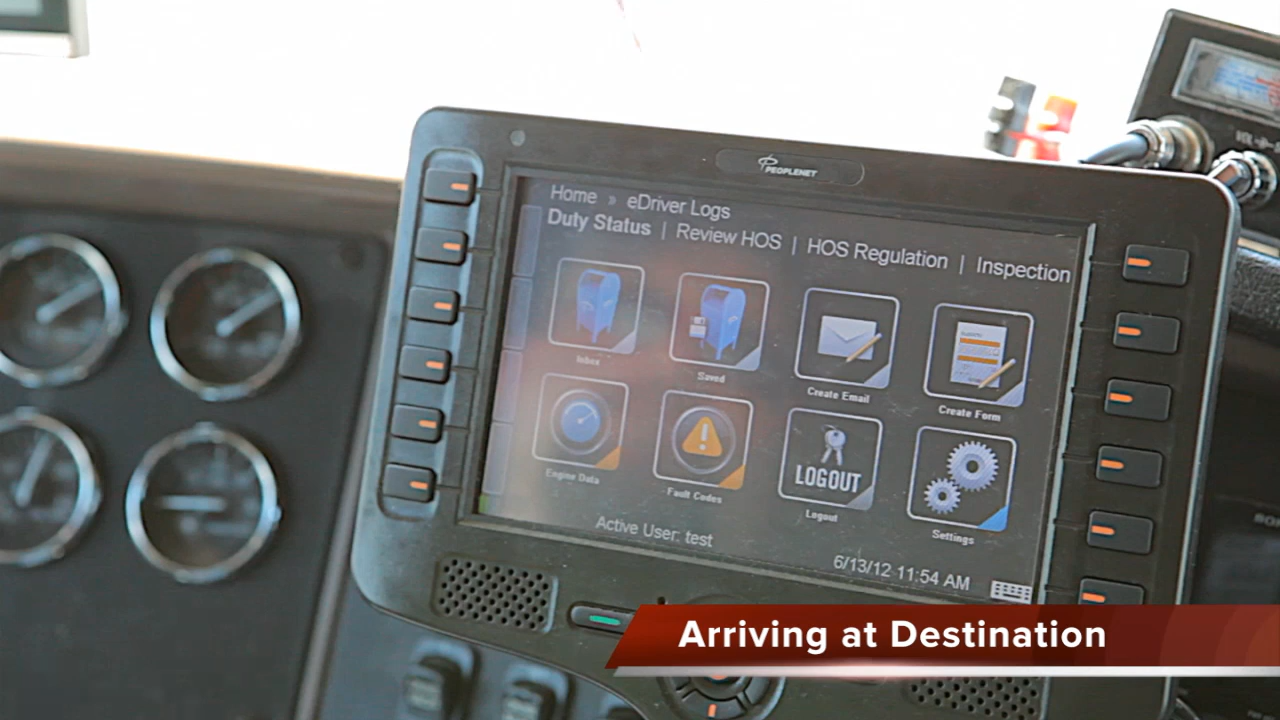 PEOPLENET
Home » eDriver Logs
Duty Status | Review HOS | HOS Regulation | Inspection
Inbox
Saved
Create Email
Create Form
Engine Data
Fault Codes
LOGOUT
Logout
Settings
Active User: test
6/13/12 11:54 AM
Arriving at Destination